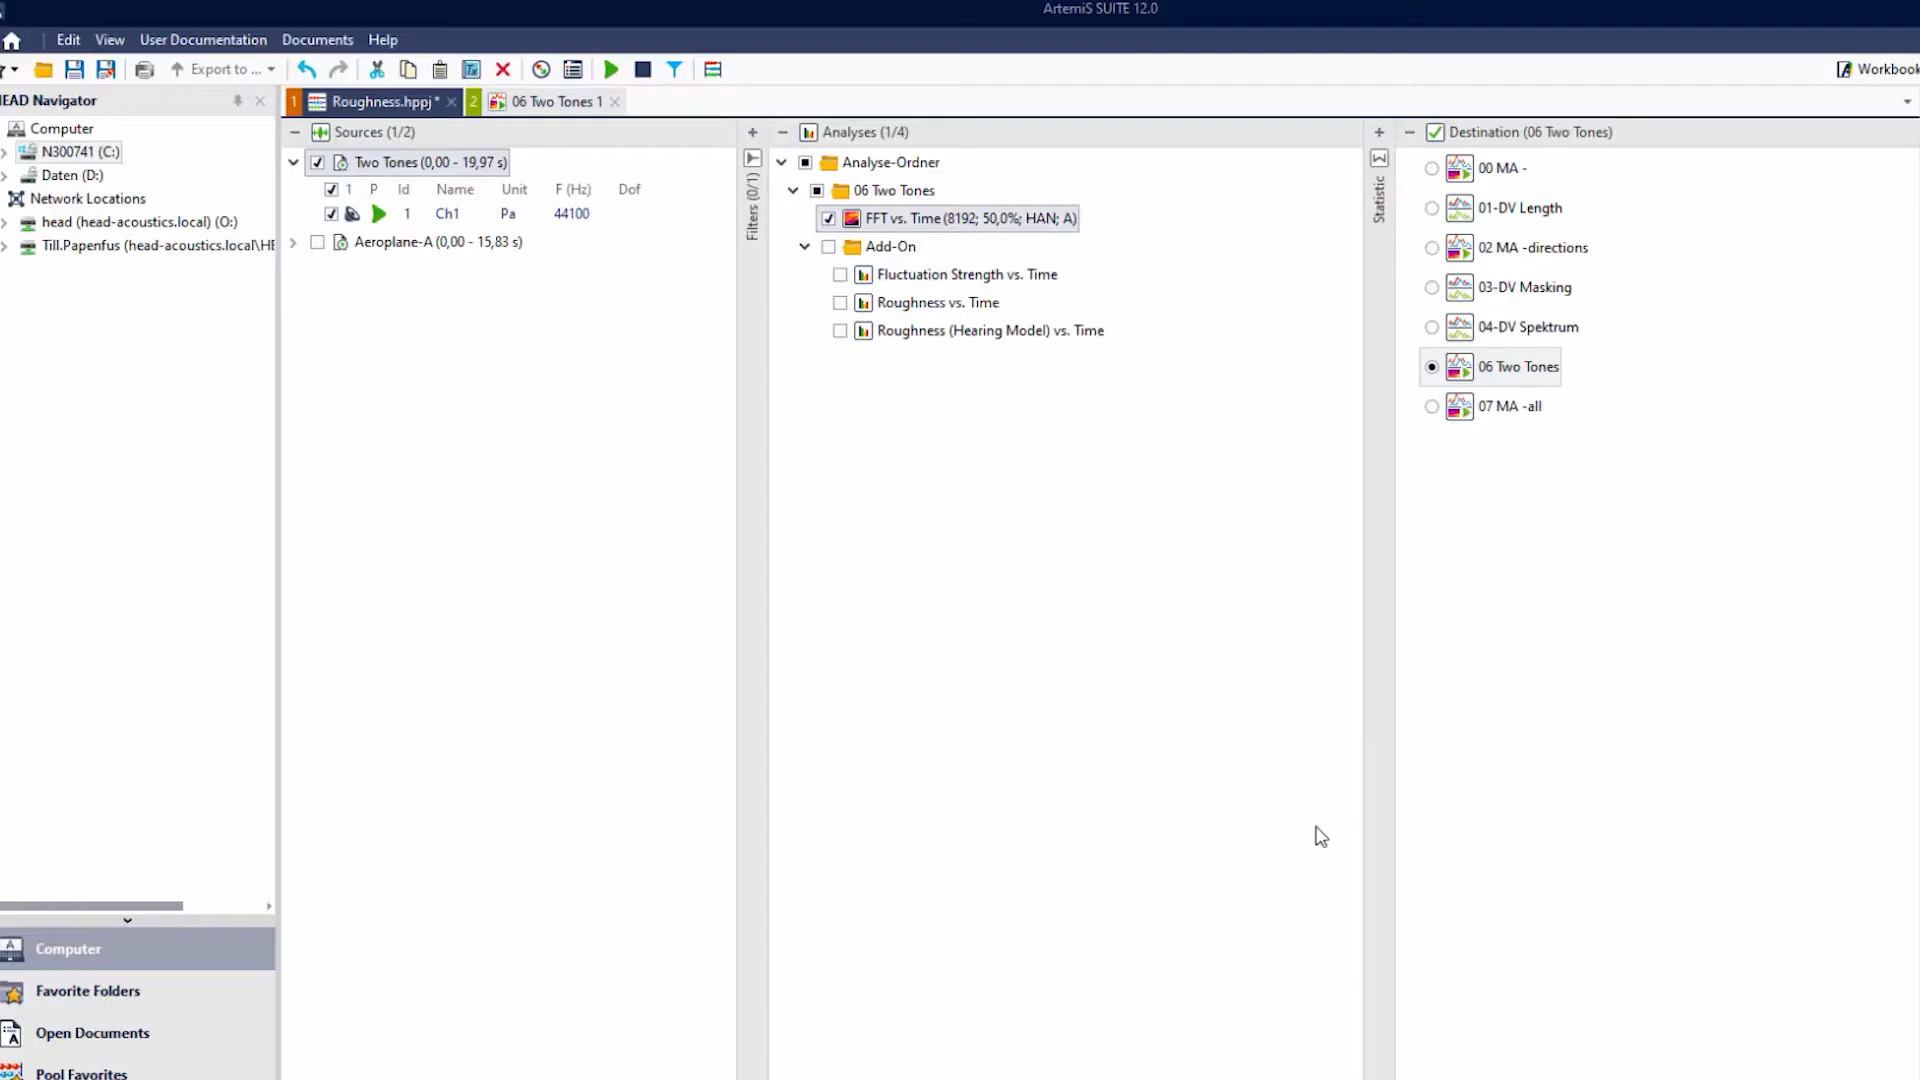 ArtemiS SUITE 12.0
Edit View User Documentation Documents Help
Export to ...
Workbook
EAD Navigator
1 Roughness.hppj* 2 06 Two Tones 1
Computer
N300741 (C:)
Daten (D:)
Network Locations
head (head-acoustics.local) (O:)
Till.Papenfus (head-acoustics.local\HE
Sources (1/2)
Two Tones (0,00 - 19,97 s)
1 P Id Name Unit F (Hz) Dof
1 Ch1 Pa 44100
Aeroplane-A (0,00 - 15,83 s)
Filters (0/1)
Analyses (1/4)
Analyse-Ordner
06 Two Tones
FFT vs. Time (8192; 50,0%; HAN; A)
Add-On
Fluctuation Strength vs. Time
Roughness vs. Time
Roughness (Hearing Model) vs. Time
Statistic
Destination (06 Two Tones)
00 MA -
01-DV Length
02 MA -directions
03-DV Masking
04-DV Spektrum
06 Two Tones
07 MA -all
Computer
Favorite Folders
Open Documents
Pool Favorites